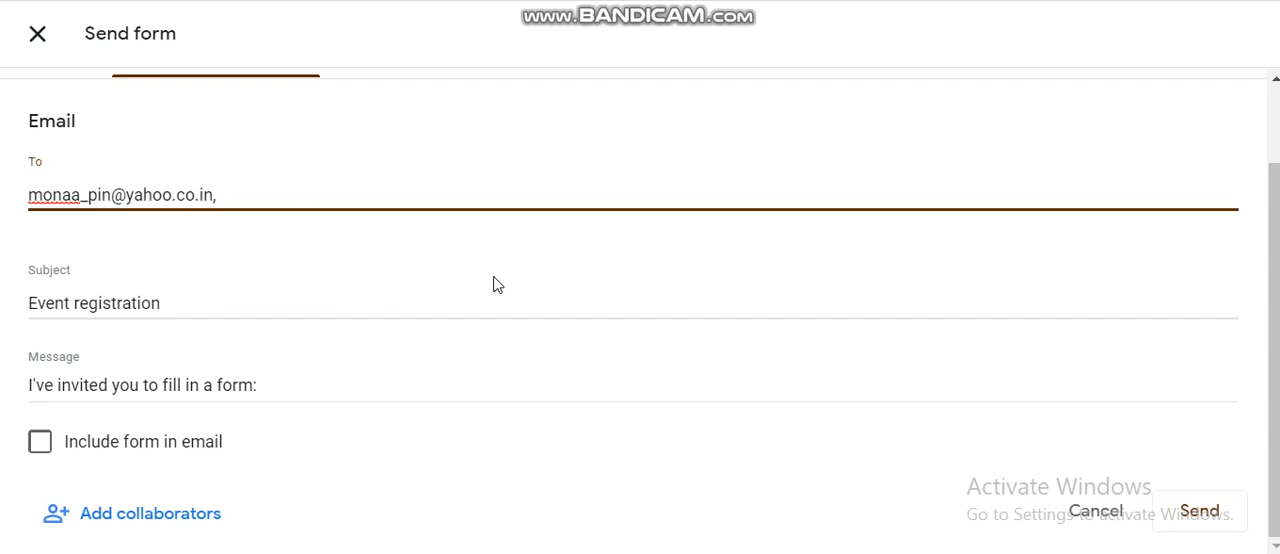 www.BANDICAM.com
Send form
Email
To
monaa_pin@yahoo.co.in,
Subject
Event registration
Message
I've invited you to fill in a form:
Include form in email
Add collaborators
Activate Windows
Go to Settings to activate Windows.
Cancel
Send